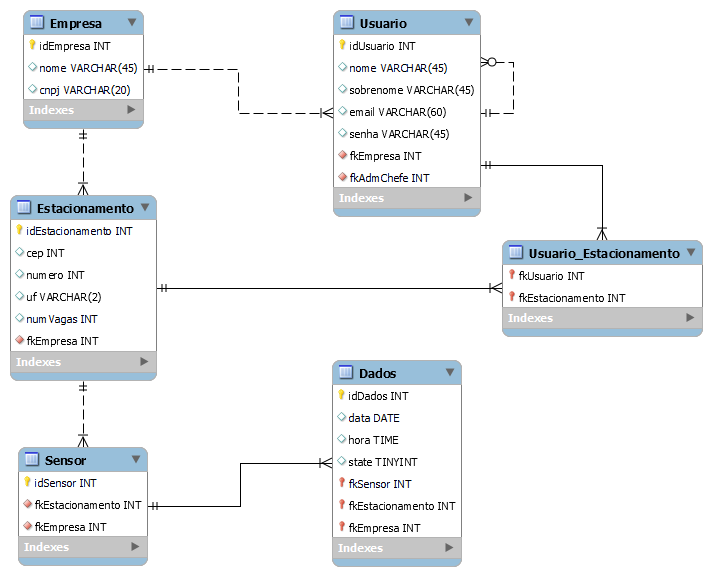 Empresa
idEmpresa INT
nome VARCHAR(45)
cnpj VARCHAR(20)
Indexes
Usuario
idUsuario INT
nome VARCHAR(45)
sobrenome VARCHAR(45)
email VARCHAR(60)
senha VARCHAR(45)
fkEmpresa INT
fkAdmChefe INT
Indexes
Estacionamento
idEstacionamento INT
cep INT
numero INT
uf VARCHAR(2)
numVagas INT
fkEmpresa INT
Indexes
Usuario_Estacionamento
fkUsuario INT
fkEstacionamento INT
Indexes
Sensor
idSensor INT
fkEstacionamento INT
fkEmpresa INT
Indexes
Dados
idDados INT
data DATE
hora TIME
state TINYINT
fkSensor INT
fkEstacionamento INT
fkEmpresa INT
Indexes